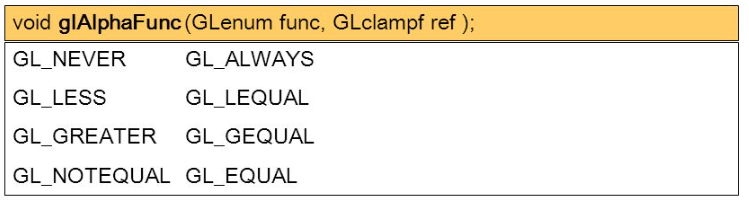 void glAlphaFunc (GLenum func, GLclampf ref );
GL_NEVER GL_ALWAYS
GL_LESS GL_LEQUAL
GL_GREATER GL_GEQUAL
GL_NOTEQUAL GL_EQUAL